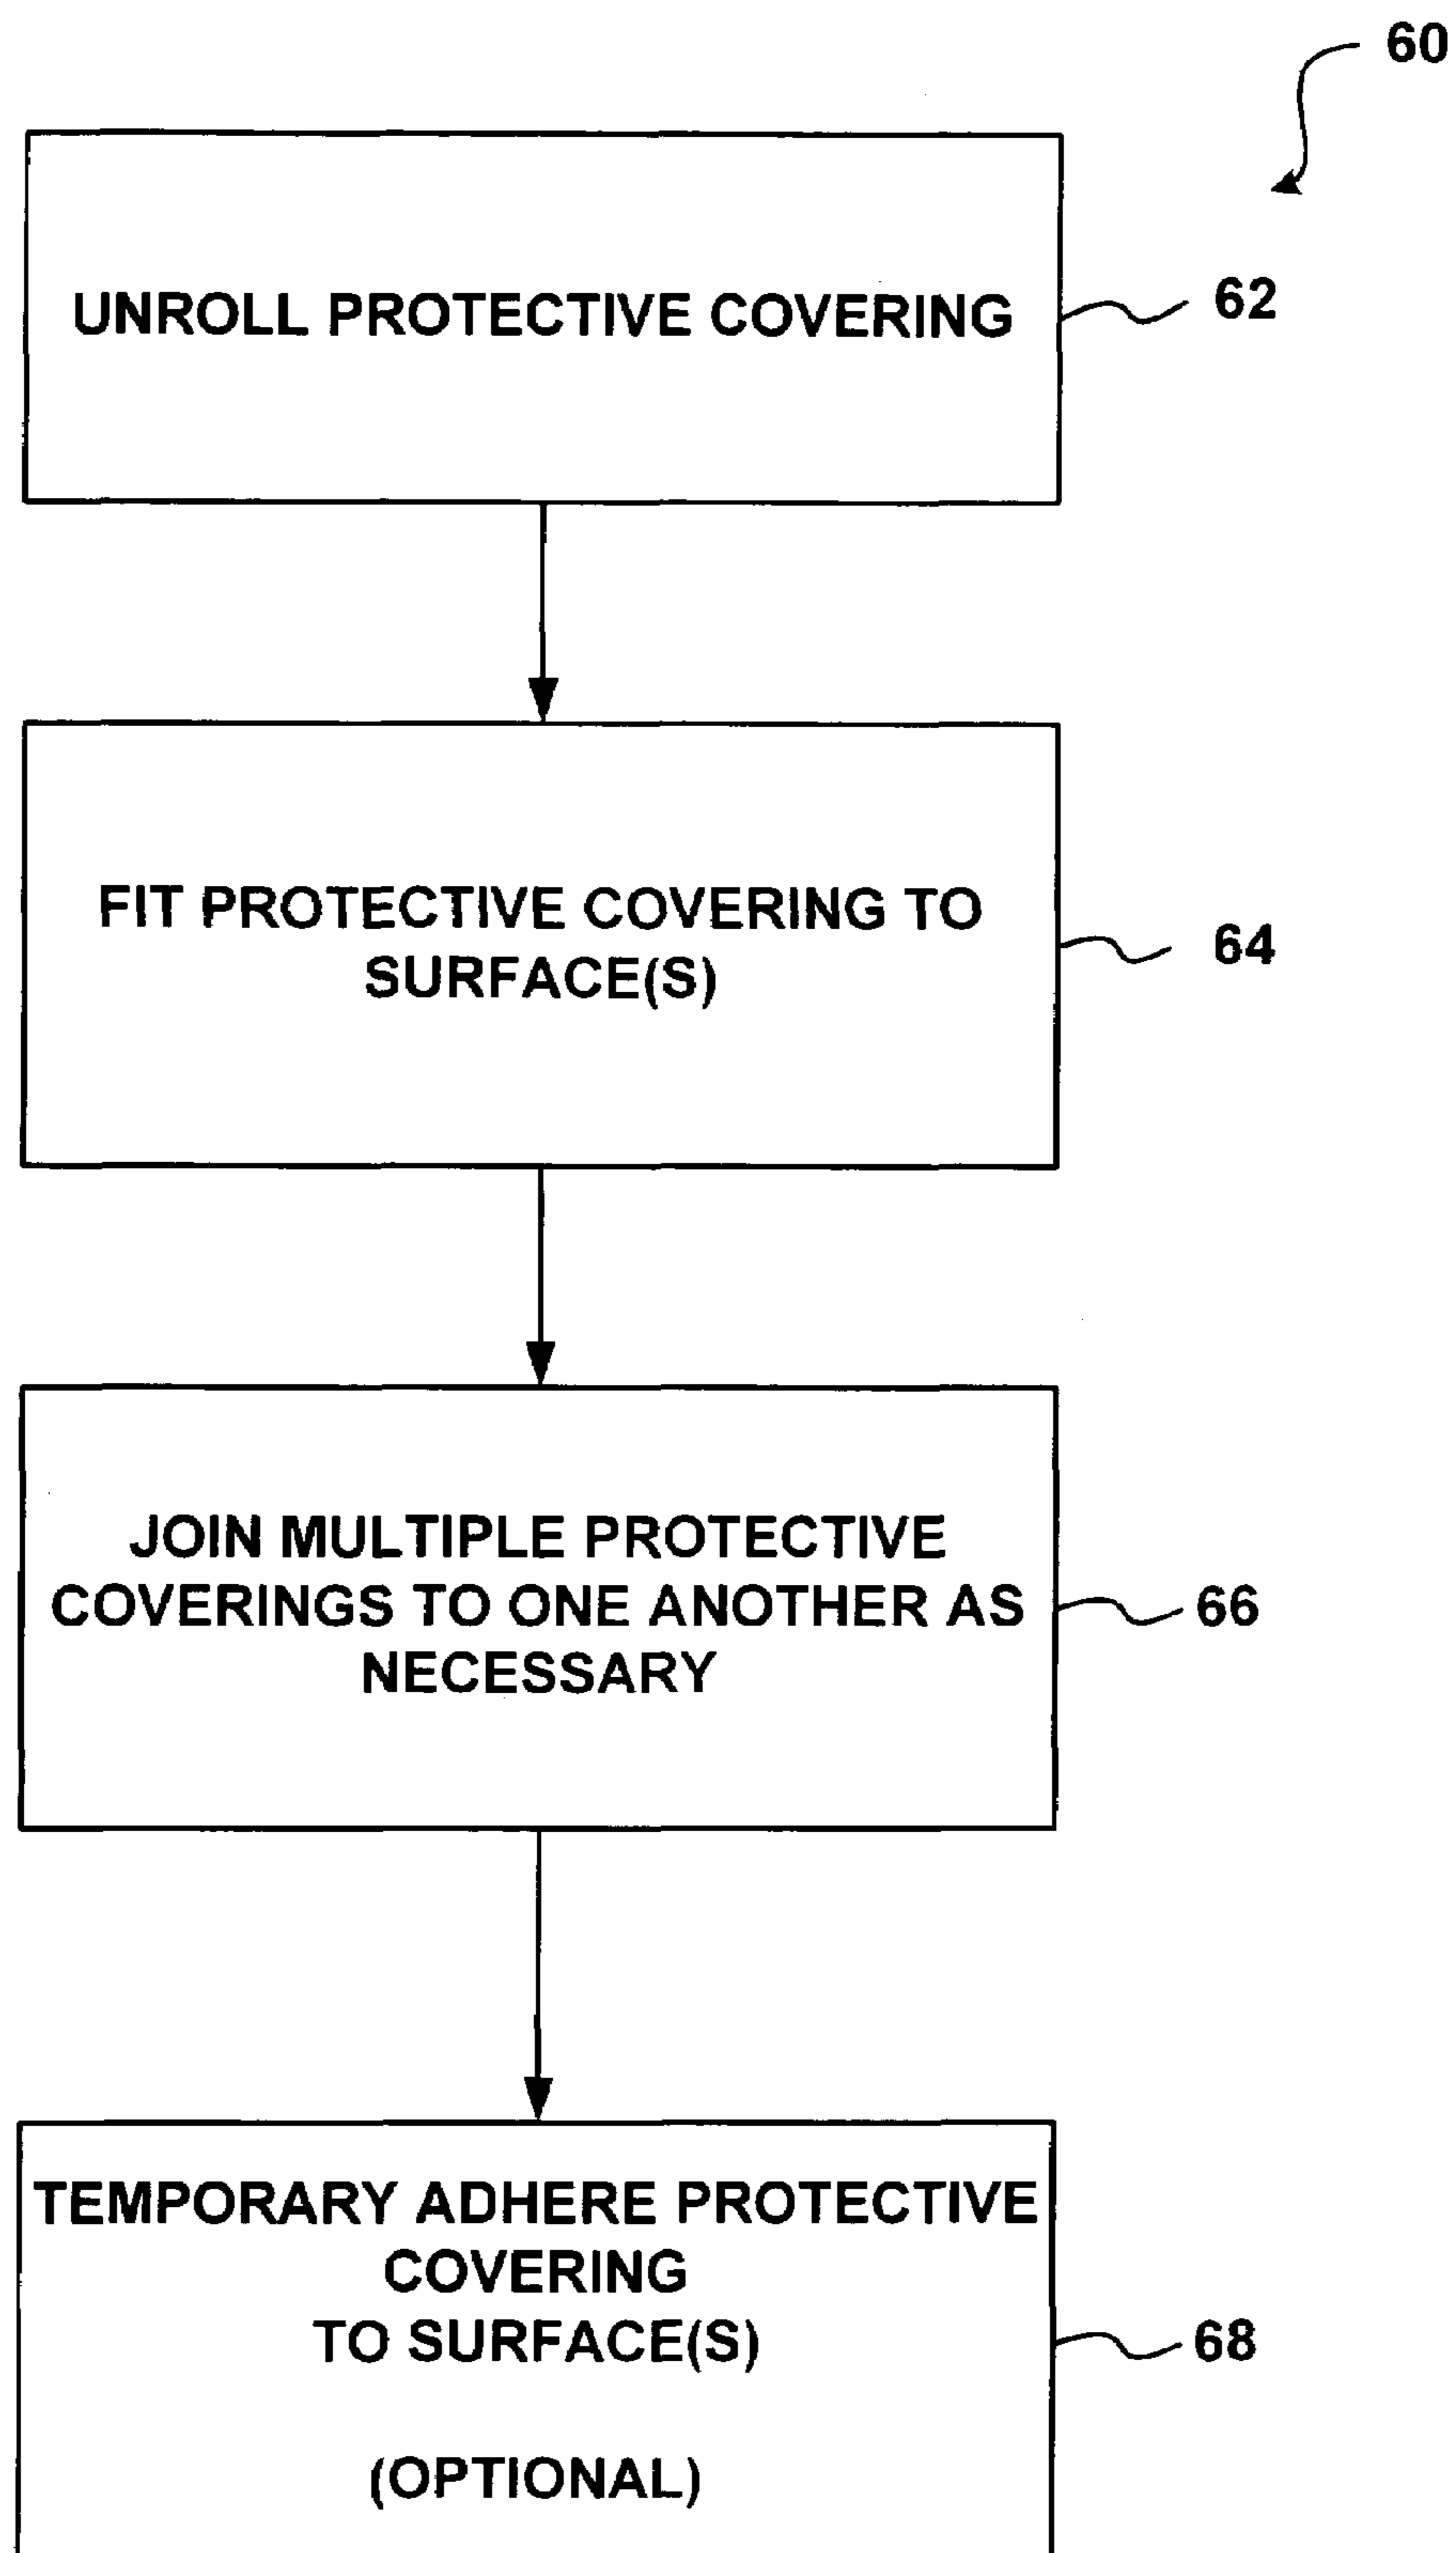 60
UNROLL PROTECTIVE COVERING
62
FIT PROTECTIVE COVERING TO
SURFACE(S)
64
JOIN MULTIPLE PROTECTIVE
COVERINGS TO ONE ANOTHER AS
NECESSARY
66
TEMPORARY ADHERE PROTECTIVE
COVERING
TO SURFACE(S)
(OPTIONAL)
68